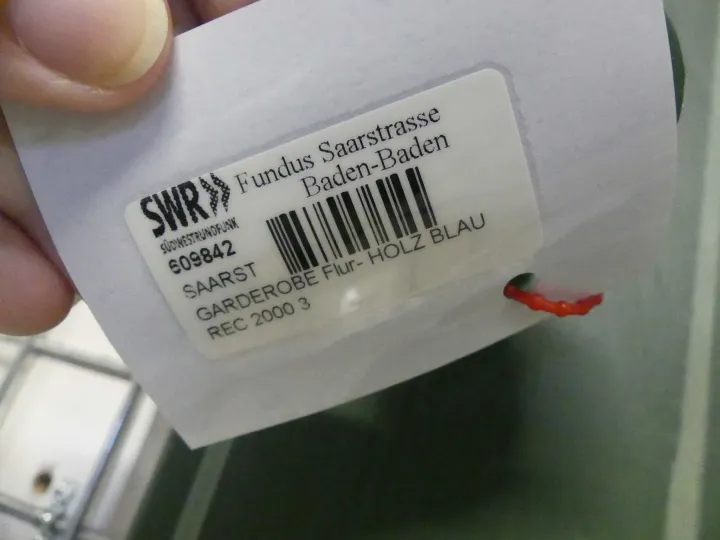 Fundus Saarstrasse
Baden-Baden
SWR»
SÜDWESTRUNDFUNK
609842
SAARST
GARDEROBE Flur- HOLZ BLAU
REC 2000 3